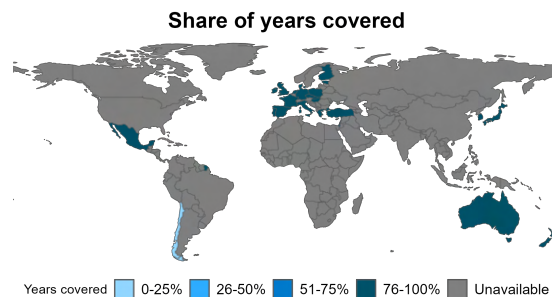 Share of years covered
Years covered 0-25% 26-50% 51-75% 76-100% Unavailable